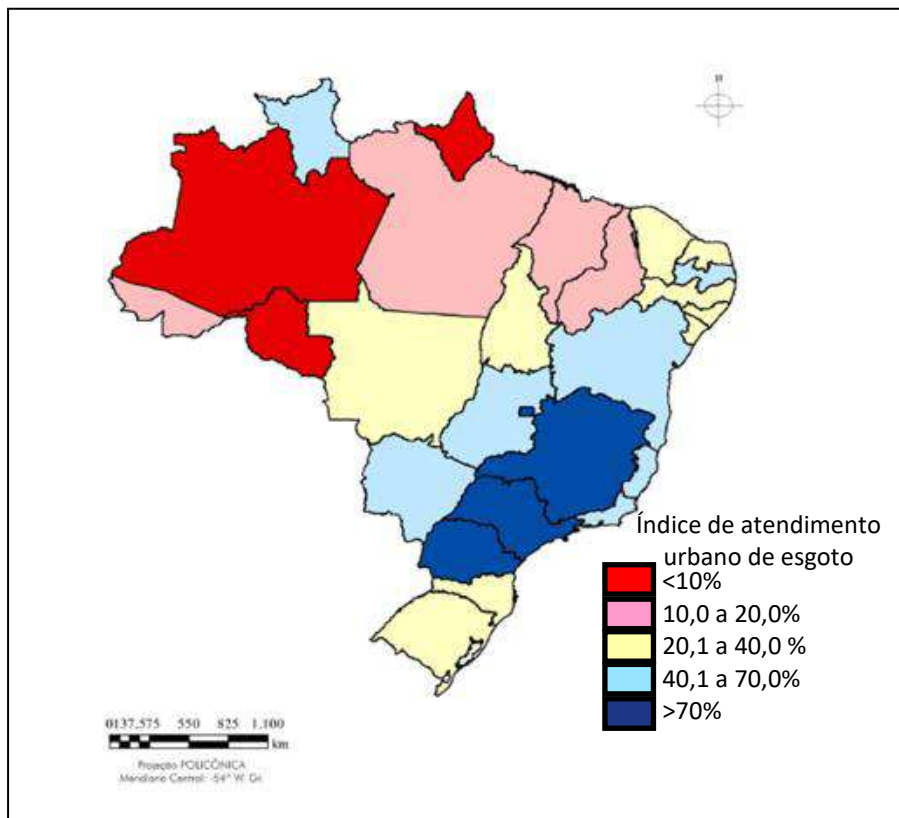 N
Índice de atendimento
urbano de esgoto
<10%
10,0 a 20,0%
20,1 a 40,0 %
40,1 a 70,0%
>70%
0137.575 550 825 1.100
km
Projeção POLICÔNICA
Meridiano Central: -54° W. Gr.